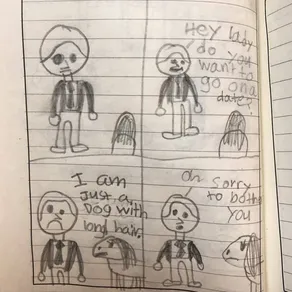 Hey lady
do you
want to
go on a
date?
I am
Just a
Dog with
long hair.
oh sorry
to bother
you